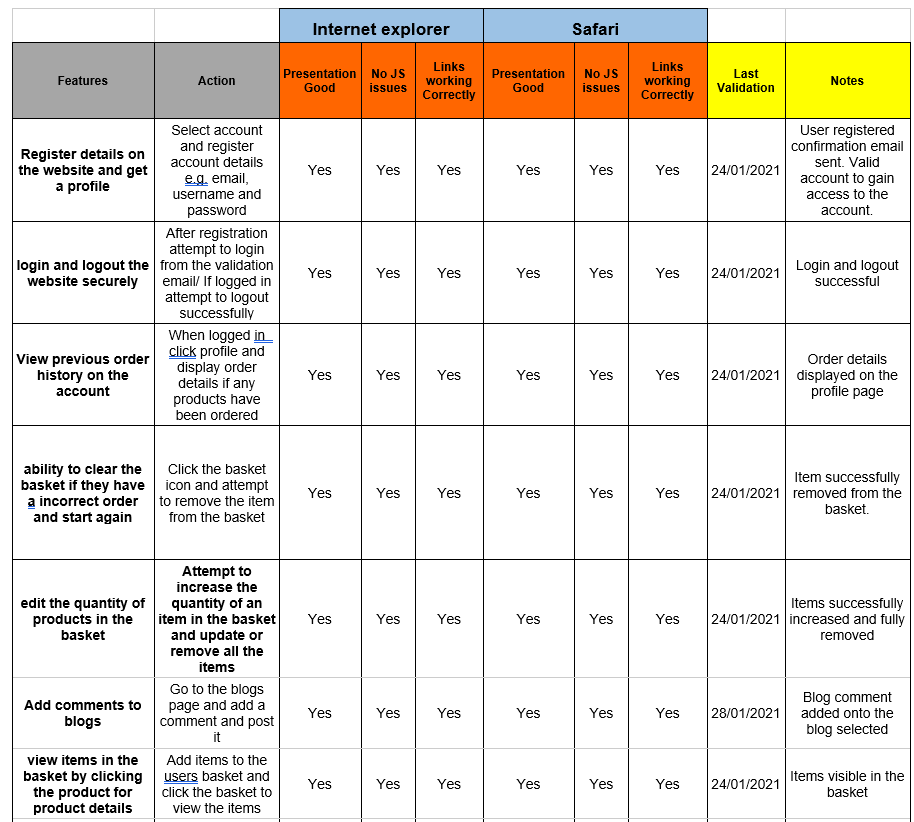 Internet explorer Safari
Features Action Presentation Good No JS issues Links working Correctly Presentation Good No JS issues Links working Correctly Last Validation Notes
Register details on
the website and get
a profile
Select account
and register
account details
e.g. email,
username and
password
Yes Yes Yes Yes Yes Yes 24/01/2021
User registered
confirmation email
sent. Valid
account to gain
access to the
account.
login and logout the
website securely
After registration
attempt to login
from the validation
email/ If logged in
attempt to logout
successfully
Yes Yes Yes Yes Yes Yes 24/01/2021
Login and logout
successful
View previous order
history on the
account
When logged in
click profile and
display order
details if any
products have
been ordered
Yes Yes Yes Yes Yes Yes 24/01/2021
Order details
displayed on the
profile page
ability to clear the
basket if they have
a incorrect order
and start again
Click the basket
icon and attempt
to remove the item
from the basket
Yes Yes Yes Yes Yes Yes 24/01/2021
Item successfully
removed from the
basket.
edit the quantity of
products in the
basket
Attempt to
increase the
quantity of an
item in the basket
and update or
remove all the
items
Yes Yes Yes Yes Yes Yes 24/01/2021
Items successfully
increased and fully
removed
Add comments to
blogs
Go to the blogs
page and add a
comment and post
it
Yes Yes Yes Yes Yes Yes 28/01/2021
Blog comment
added onto the
blog selected
view items in the
basket by clicking
the product for
product details
Add items to the
users basket and
click the basket to
view the items
Yes Yes Yes Yes Yes Yes 24/01/2021
Items visible in the
basket